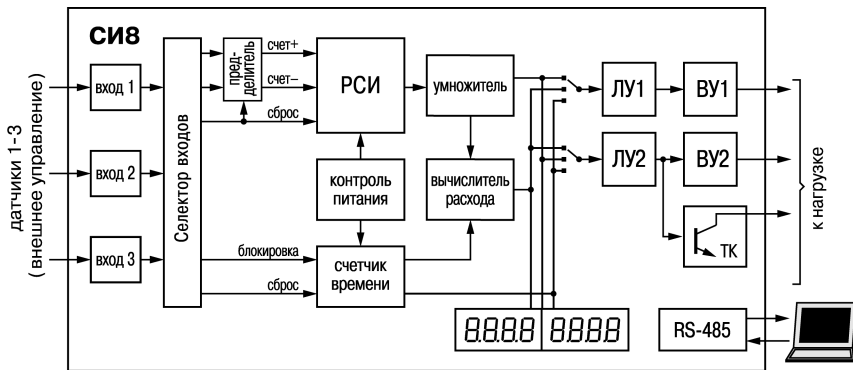 СИ8
датчики 1-3
( внешнее управление)
вход 1
вход 2
вход 3
Селектор входов
пред-
делитель
счет+
счет–
сброс
РСИ
умножитель
контроль
питания
вычислитель
расхода
блокировка
сброс
счетчик
времени
ЛУ1
ВУ1
ЛУ2
ВУ2
ТК
к нагрузке
8.8.8.8 8.8.8.8
RS-485